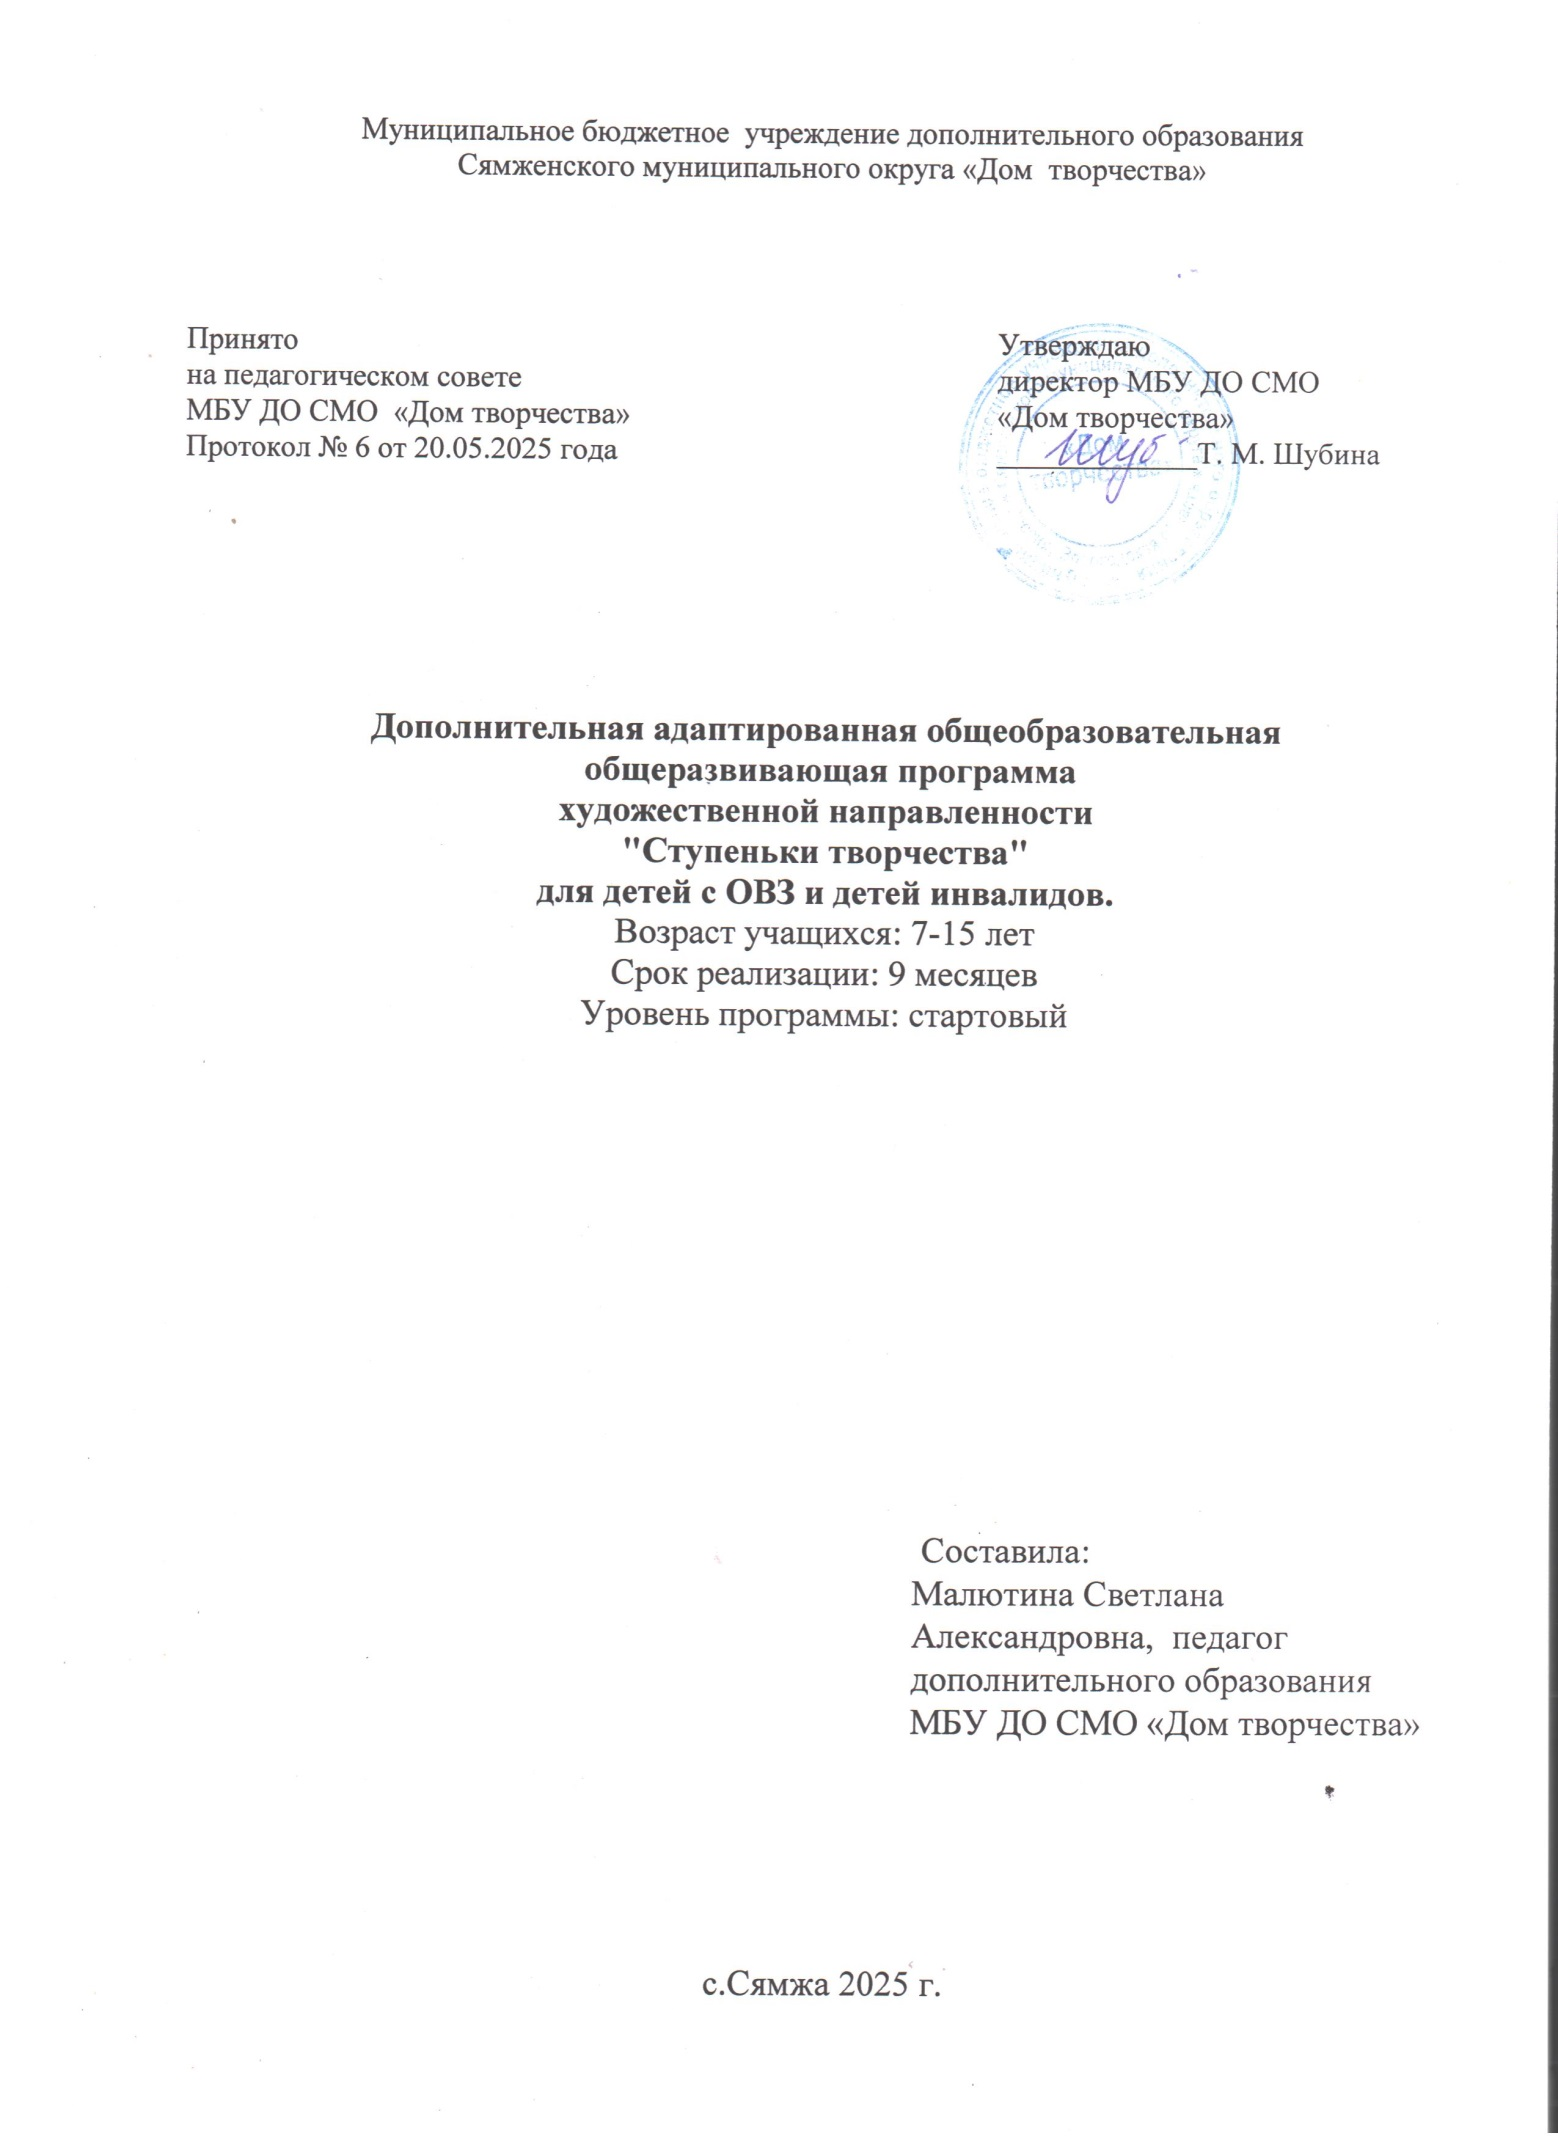 Муниципальное бюджетное учреждение дополнительного образования
Сямженского муниципального округа «Дом творчества»
Принято
на педагогическом совете
МБУ ДО СМО «Дом творчества»
Протокол № 6 от 20.05.2025 года
Утверждаю
директор МБУ ДО СМО
«Дом творчества»
Т. М. Шубина
Дом
творчества
Дополнительная адаптированная общеобразовательная
общеразвивающая программа
художественной направленности
"Ступеньки творчества"
для детей с ОВЗ и детей инвалидов.
Возраст учащихся: 7-15 лет
Срок реализации: 9 месяцев
Уровень программы: стартовый
Составила:
Малютина Светлана
Александровна, педагог
дополнительного образования
МБУ ДО СМО «Дом творчества»
с.Сямжа 2025 г.